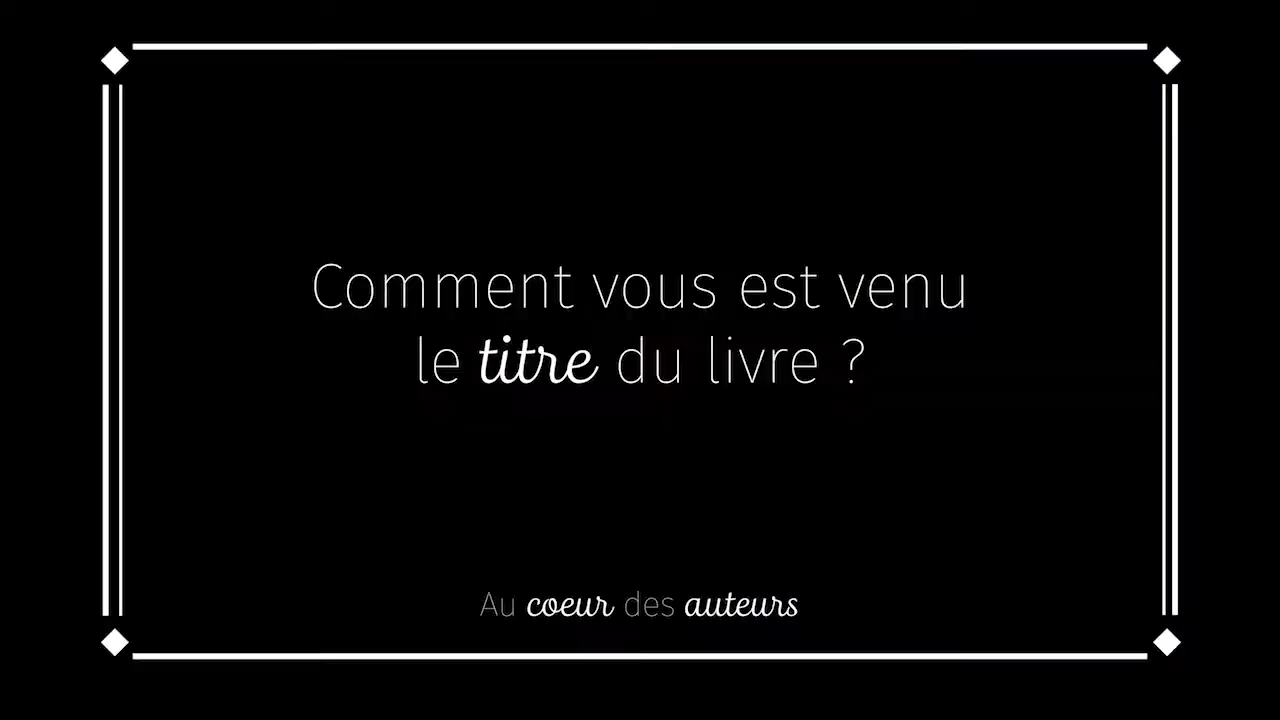 Comment vous est venu
le titre du livre ?
Au coeur des auteurs